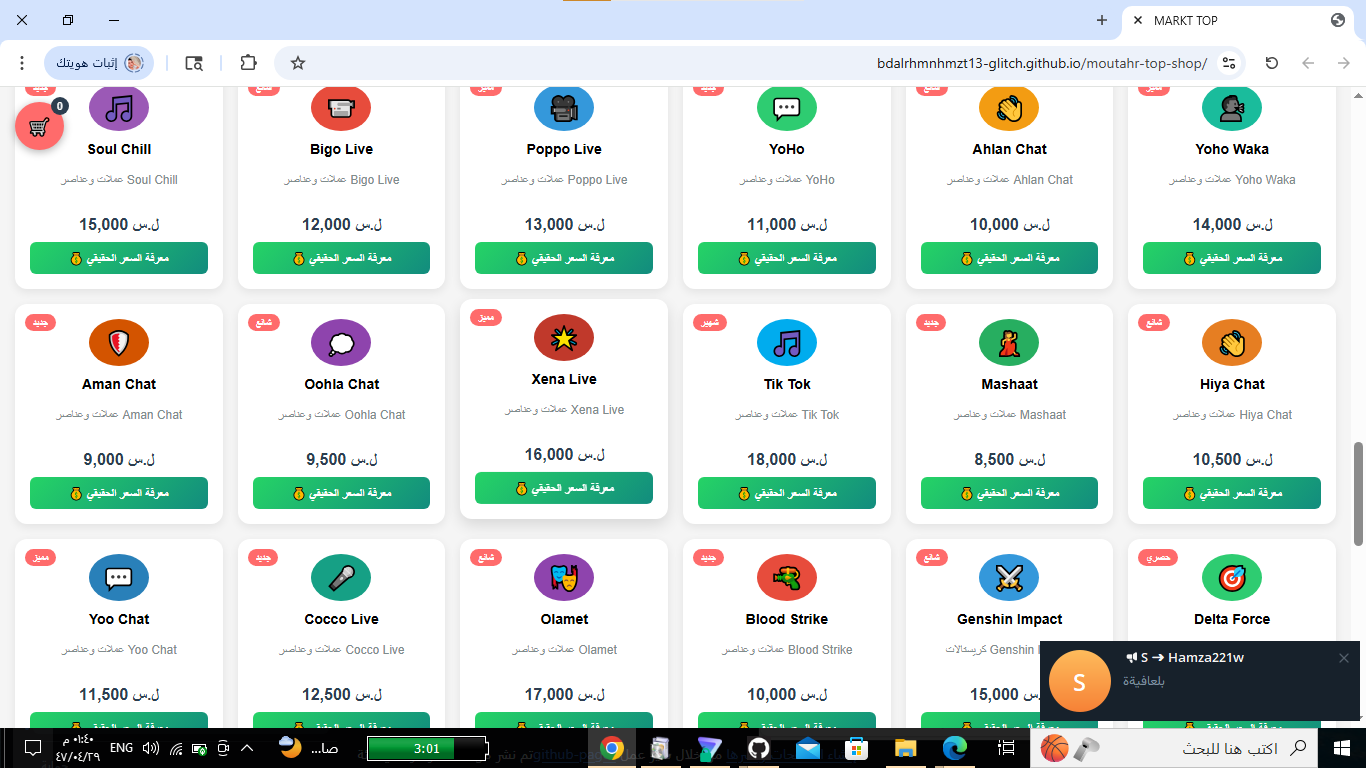 MARKT TOP
bdalrhmnhmzt13-glitch.github.io/moutahr-top-shop/
إثبات هويتك
0
Soul Chill
Bigo Live
Poppo Live
YoHo
Ahlan Chat
Yoho Waka
عملات وعناصر Soul Chill
عملات وعناصر Bigo Live
عملات وعناصر Poppo Live
عملات وعناصر YoHo
عملات وعناصر Ahlan Chat
عملات وعناصر Yoho Waka
15,000 ل.س
12,000 ل.س
13,000 ل.س
11,000 ل.س
10,000 ل.س
14,000 ل.س
معرفة السعر الحقيقي
معرفة السعر الحقيقي
معرفة السعر الحقيقي
معرفة السعر الحقيقي
معرفة السعر الحقيقي
معرفة السعر الحقيقي
جديد
شائع
مميز
شهير
جديد
شائع
Aman Chat
Oohla Chat
Xena Live
Tik Tok
Mashaat
Hiya Chat
عملات وعناصر Aman Chat
عملات وعناصر Oohla Chat
عملات وعناصر Xena Live
عملات وعناصر Tik Tok
عملات وعناصر Mashaat
عملات وعناصر Hiya Chat
9,000 ل.س
9,500 ل.س
16,000 ل.س
18,000 ل.س
8,500 ل.س
10,500 ل.س
معرفة السعر الحقيقي
معرفة السعر الحقيقي
معرفة السعر الحقيقي
معرفة السعر الحقيقي
معرفة السعر الحقيقي
معرفة السعر الحقيقي
مميز
جديد
شائع
جديد
شائع
حصري
Yoo Chat
Cocco Live
Olamet
Blood Strike
Genshin Impact
Delta Force
عملات وعناصر Yoo Chat
عملات وعناصر Cocco Live
عملات وعناصر Olamet
عملات وعناصر Blood Strike
كريستالات Genshin
11,500 ل.س
12,500 ل.س
17,000 ل.س
10,000 ل.س
15,000 ل.س
S ➔ Hamza221w
بلعافيةة
S
٠١:٤٠ م
٤٧/٠٤/٢٩
ENG
صا...
3:01
اكتب هنا للبحث